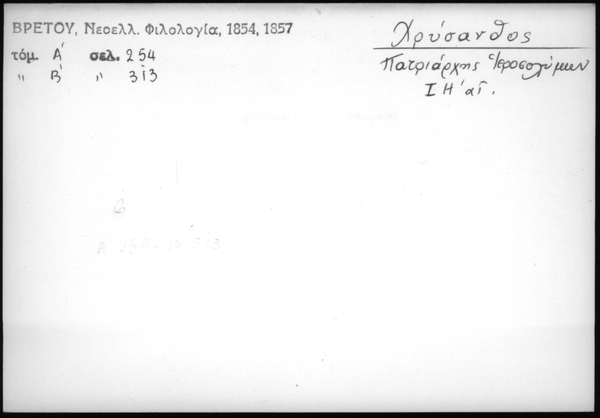 ΒΡΕΤΟΥ, Νεοελλ. Φιλολογία, 1854, 1857
τόμ. Α΄ σελ. 254
" Β΄ " 313
Χρύσανθος
Πατριάρχης Ἱεροσολύμων
ΙΗ΄ αἰ.